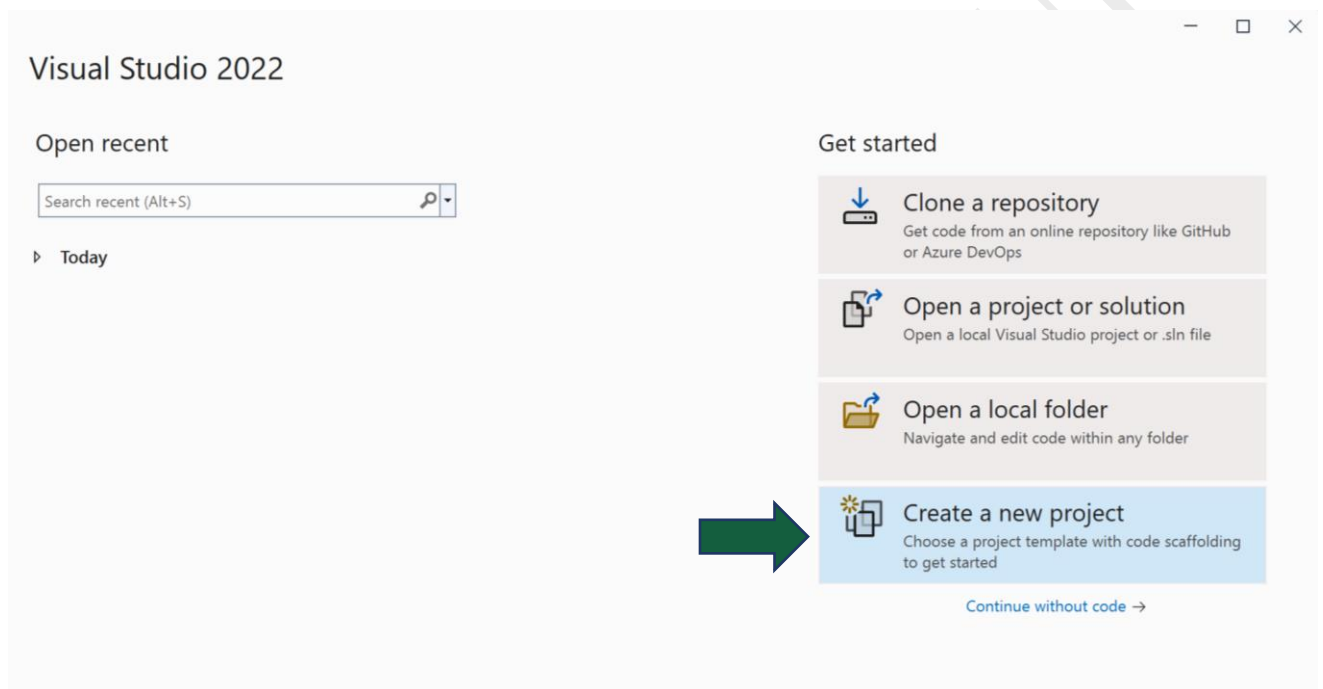 Visual Studio 2022
Open recent
Search recent (Alt+S)
Today
Get started
Clone a repository
Get code from an online repository like GitHub
or Azure DevOps
Open a project or solution
Open a local Visual Studio project or .sln file
Open a local folder
Navigate and edit code within any folder
Create a new project
Choose a project template with code scaffolding
to get started
Continue without code →